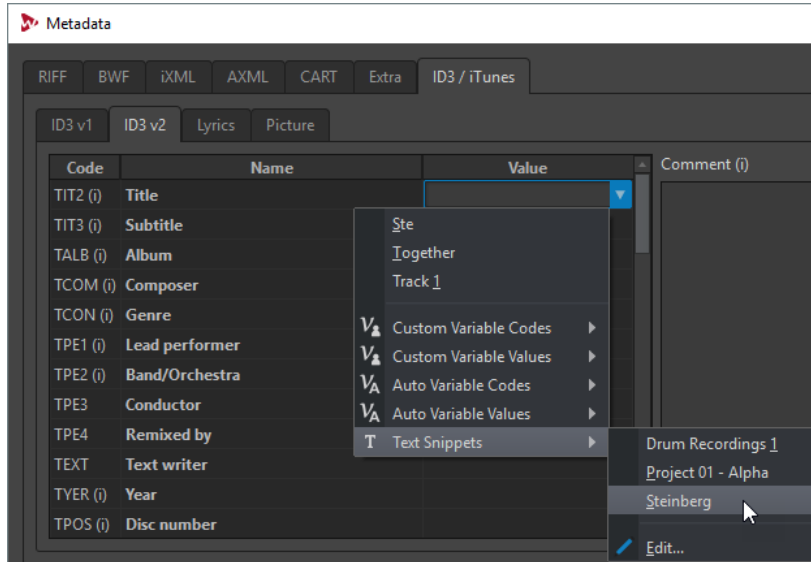 Metadata
RIFF BWF iXML AXML CART Extra ID3 / iTunes
ID3 v1 ID3 v2 Lyrics Picture
Code Name Value Comment (i)
TIT2 (i) Title
TIT3 (i) Subtitle Ste
TALB (i) Album Together
TCOM (i) Composer Track 1
TCON (i) Genre Custom Variable Codes
TPE1 (i) Lead performer Custom Variable Values
TPE2 (i) Band/Orchestra Auto Variable Codes
TPE3 Conductor Auto Variable Values
TPE4 Remixed by T Text Snippets Drum Recordings 1
TEXT Text writer Project 01 - Alpha
TYER (i) Year Steinberg
TPOS (i) Disc number Edit...